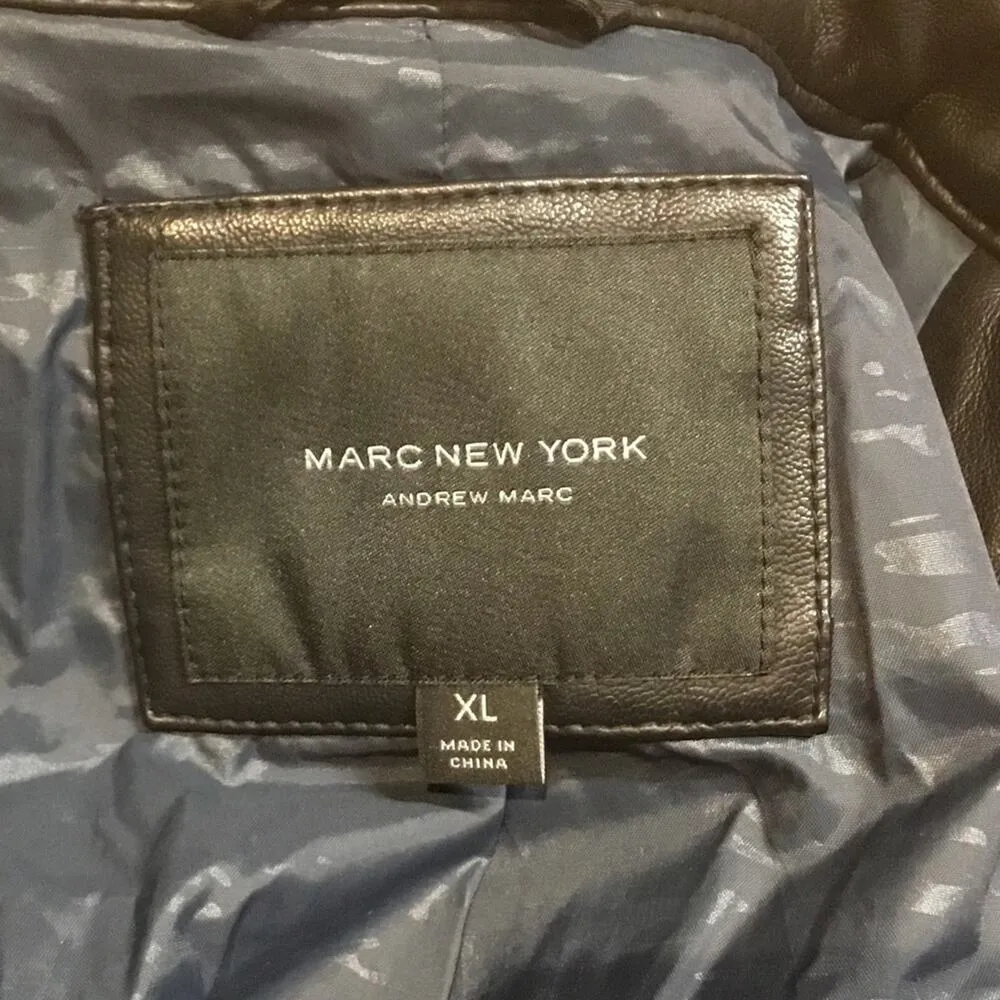 MARC NEW YORK
ANDREW MARC
XL
MADE IN
CHINA